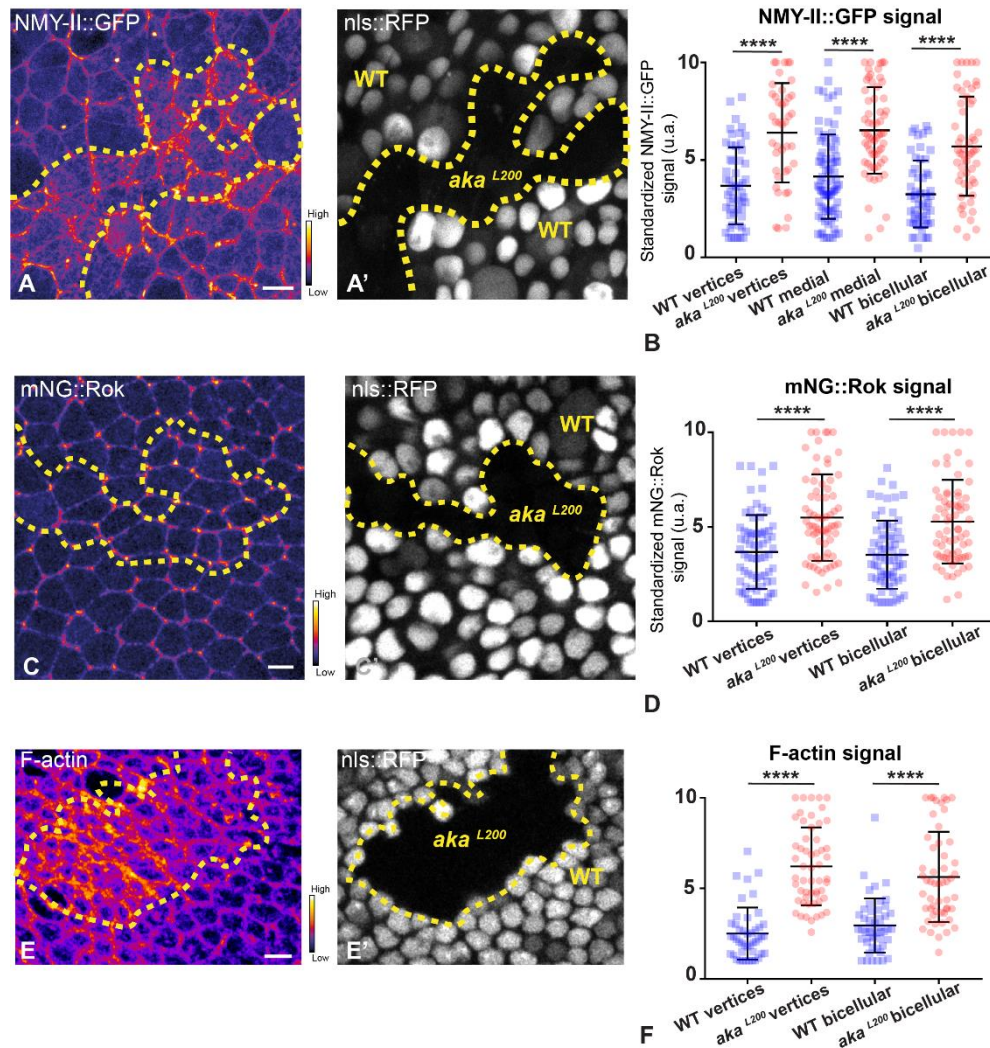 NMY-II::GFP
High
Low
A
nls::RFP
WT
aka L200
WT
A'
NMY-II::GFP signal
**** **** ****
10
5
0
Standardized NMY-II::GFP
signal (u.a.)
WT vertices
aka L200 vertices
WT medial
aka L200 medial
WT bicellular
aka L200 bicellular
B
mNG::Rok
High
Low
C
nls::RFP
WT
aka L200
C'
mNG::Rok signal
**** ****
10
5
0
Standardized mNG::Rok
signal (u.a.)
WT vertices
aka L200 vertices
WT bicellular
aka L200 bicellular
D
F-actin
High
Low
E
nls::RFP
aka L200
WT
E'
F-actin signal
**** ****
10
5
0
WT vertices
aka L200 vertices
WT bicellular
aka L200 bicellular
F